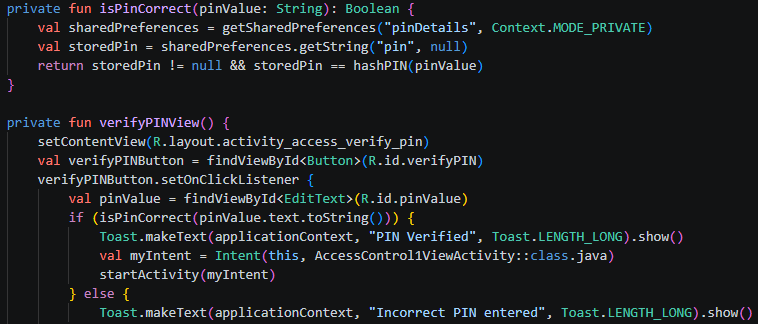 private fun isPinCorrect(pinValue: String): Boolean {
    val sharedPreferences = getSharedPreferences("pinDetails", Context.MODE_PRIVATE)
    val storedPin = sharedPreferences.getString("pin", null)
    return storedPin != null && storedPin == hashPIN(pinValue)
}

private fun verifyPINView() {
    setContentView(R.layout.activity_access_verify_pin)
    val verifyPINButton = findViewById<Button>(R.id.verifyPIN)
    verifyPINButton.setOnClickListener {
        val pinValue = findViewById<EditText>(R.id.pinValue)
        if (isPinCorrect(pinValue.text.toString())) {
            Toast.makeText(applicationContext, "PIN Verified", Toast.LENGTH_LONG).show()
            val myIntent = Intent(this, AccessControl1ViewActivity::class.java)
            startActivity(myIntent)
        } else {
            Toast.makeText(applicationContext, "Incorrect PIN entered", Toast.LENGTH_LONG).show()